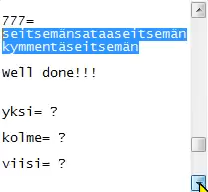 777=
seitsemänsataaseitsemän
kymmentäseitsemän
Well done!!!
yksi= ?
kolme= ?
viisi= ?